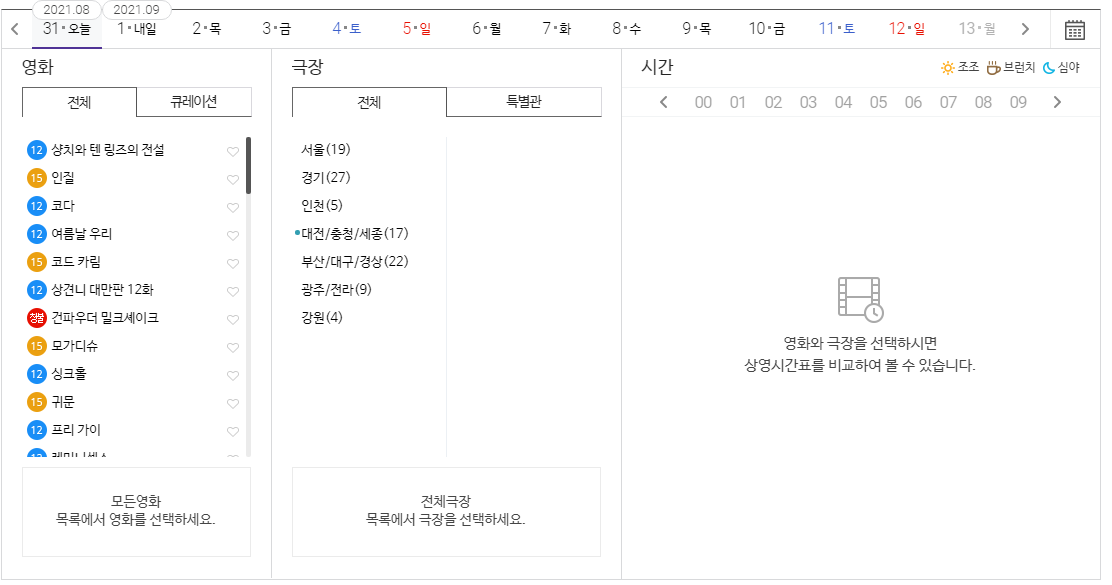 2021.08 2021.09
31•오늘 1•내일 2•목 3•금 4•토 5•일 6•월 7•화 8•수 9•목 10•금 11•토 12•일 13•월
영화
전체 큐레이션
12 샹치와 텐 링즈의 전설
15 인질
12 코다
12 여름날 우리
15 코드 카림
12 상견니 대만판 12화
청불 건파우더 밀크셰이크
15 모가디슈
12 싱크홀
15 귀문
12 프리 가이
모든영화
목록에서 영화를 선택하세요.
극장
전체 특별관
서울(19)
경기(27)
인천(5)
대전/충청/세종(17)
부산/대구/경상(22)
광주/전라(9)
강원(4)
전체극장
목록에서 극장을 선택하세요.
시간
조조 브런치 심야
00 01 02 03 04 05 06 07 08 09
영화와 극장을 선택하시면
상영시간표를 비교하여 볼 수 있습니다.